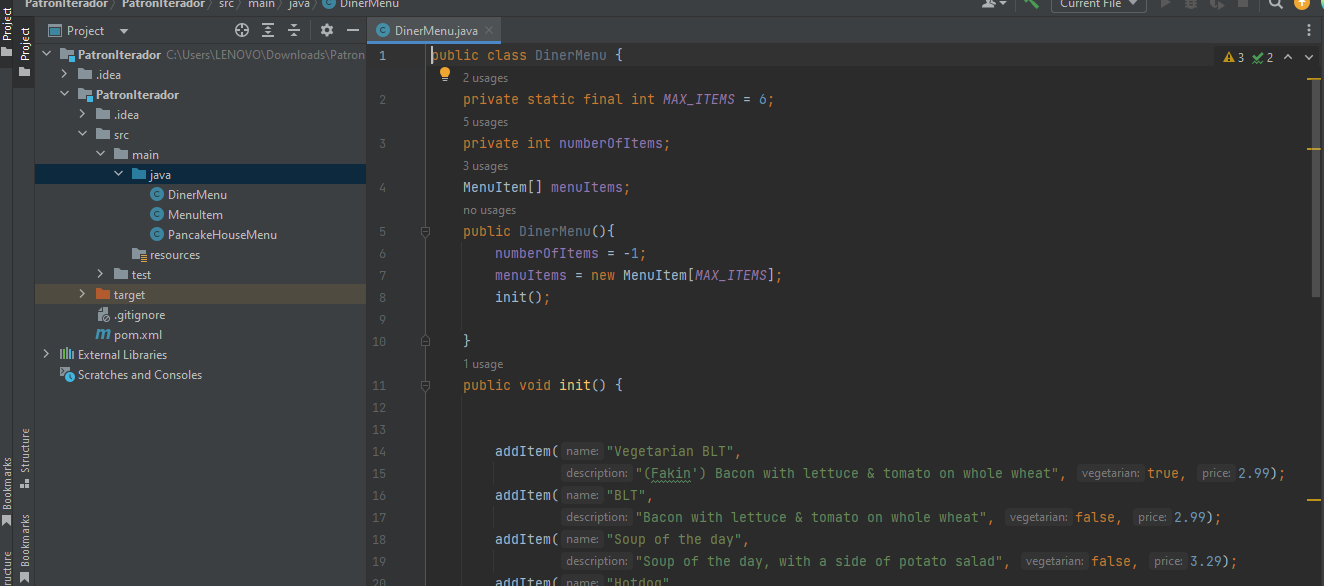 PatronIterador PatronIterador src main java DinerMenu Current File
Project DinerMenu.java
Project
Project
PatronIterador C:\Users\LENOVO\Downloads\Patron
.idea
PatronIterador
.idea
src
main
java
DinerMenu
MenuItem
PancakeHouseMenu
resources
test
target
.gitignore
pom.xml
External Libraries
Scratches and Consoles
Structure
Bookmarks
Bookmarks
ructure
3 2
1 public class DinerMenu {
2 usages
2 private static final int MAX_ITEMS = 6;
5 usages
3 private int numberOfItems;
3 usages
4 MenuItem[] menuItems;
no usages
5 public DinerMenu(){
6 numberOfItems = -1;
7 menuItems = new MenuItem[MAX_ITEMS];
8 init();
9
10 }
1 usage
11 public void init() {
12
13
14 addItem( name: "Vegetarian BLT",
15 description: "(Fakin') Bacon with lettuce & tomato on whole wheat", vegetarian: true, price: 2.99);
16 addItem( name: "BLT",
17 description: "Bacon with lettuce & tomato on whole wheat", vegetarian: false, price: 2.99);
18 addItem( name: "Soup of the day",
19 description: "Soup of the day, with a side of potato salad", vegetarian: false, price: 3.29);
20 addItem( name: "Hotdog"